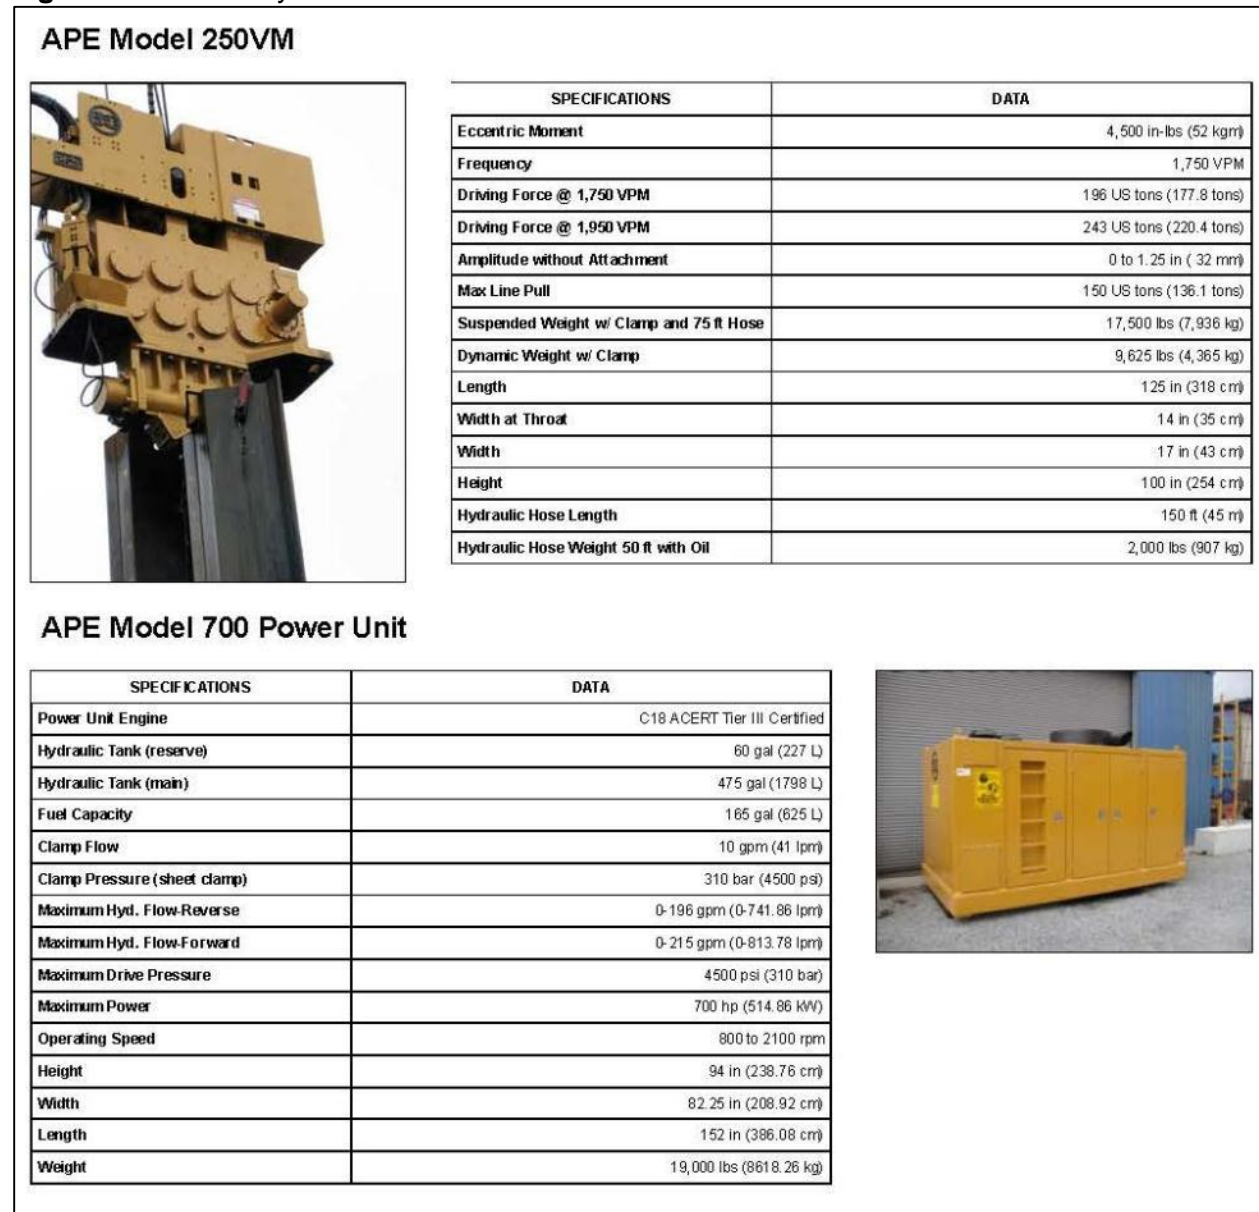 APE Model 250VM
SPECIFICATIONS DATA
Eccentric Moment 4,500 in-lbs (52 kgm)
Frequency 1,750 VPM
Driving Force @ 1,750 VPM 196 US tons (177.8 tons)
Driving Force @ 1,950 VPM 243 US tons (220.4 tons)
Amplitude without Attachment 0 to 1.25 in ( 32 mm)
Max Line Pull 150 US tons (136.1 tons)
Suspended Weight w/ Clamp and 75 ft Hose 17,500 lbs (7,936 kg)
Dynamic Weight w/ Clamp 9,625 lbs (4,365 kg)
Length 125 in (318 cm)
Width at Throat 14 in (35 cm)
Width 17 in (43 cm)
Height 100 in (254 cm)
Hydraulic Hose Length 150 ft (45 m)
Hydraulic Hose Weight 50 ft with Oil 2,000 lbs (907 kg)
APE Model 700 Power Unit
SPECIFICATIONS DATA
Power Unit Engine C18 ACERT Tier III Certified
Hydraulic Tank (reserve) 60 gal (227 L)
Hydraulic Tank (main) 475 gal (1798 L)
Fuel Capacity 165 gal (625 L)
Clamp Flow 10 gpm (41 lpm)
Clamp Pressure (sheet clamp) 310 bar (4500 psi)
Maximum Hyd. Flow-Reverse 0-196 gpm (0-741.86 lpm)
Maximum Hyd. Flow-Forward 0-215 gpm (0-813.78 lpm)
Maximum Drive Pressure 4500 psi (310 bar)
Maximum Power 700 hp (514.86 kW)
Operating Speed 800 to 2100 rpm
Height 94 in (238.76 cm)
Width 82.25 in (208.92 cm)
Length 152 in (386.08 cm)
Weight 19,000 lbs (8618.26 kg)